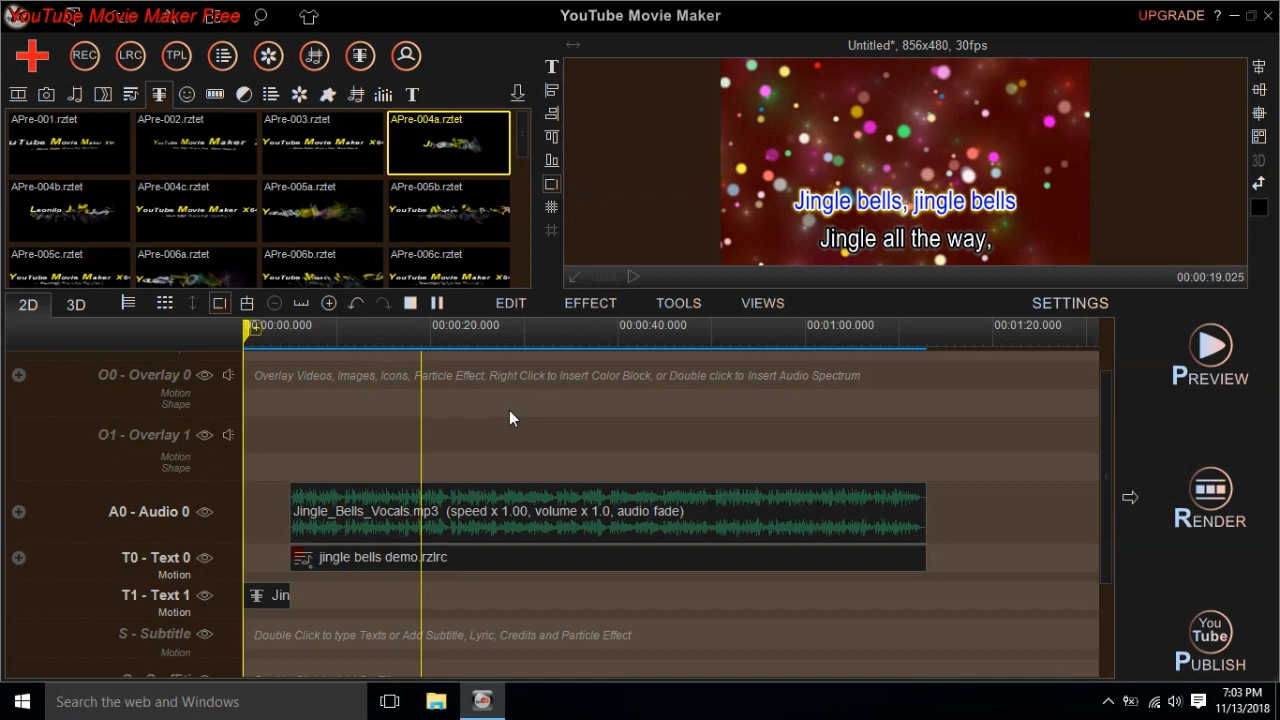 YouTube Movie Maker Free
YouTube Movie Maker
UPGRADE ?
REC LRC TPL
Untitled*, 856x480, 30fps
APre-001.rztet APre-002.rztet APre-003.rztet APre-004a.rztet
APre-004b.rztet APre-004c.rztet APre-005a.rztet APre-005b.rztet
APre-005c.rztet APre-006a.rztet APre-006b.rztet APre-006c.rztet
Jingle bells, jingle bells
Jingle all the way,
100%
00:00:19.025
2D 3D EDIT EFFECT TOOLS VIEWS SETTINGS
00:00:00.000 00:00:20.000 00:00:40.000 00:01:00.000 00:01:20.000
O0 - Overlay 0 Overlay Videos, Images, Icons, Particle Effect, Right Click to Insert Color Block, or Double click to Insert Audio Spectrum
Motion
Shape
O1 - Overlay 1
Motion
Shape
A0 - Audio 0 Jingle_Bells_Vocals.mp3 (speed x 1.00, volume x 1.0, audio fade)
T0 - Text 0 jingle bells demo.rzlrc
Motion
T1 - Text 1 Jin
Motion
S - Subtitle Double Click to type Texts or Add Subtitle, Lyric, Credits and Particle Effect
Motion
PREVIEW
RENDER
You
Tube
PUBLISH
Search the web and Windows
7:03 PM
11/13/2018